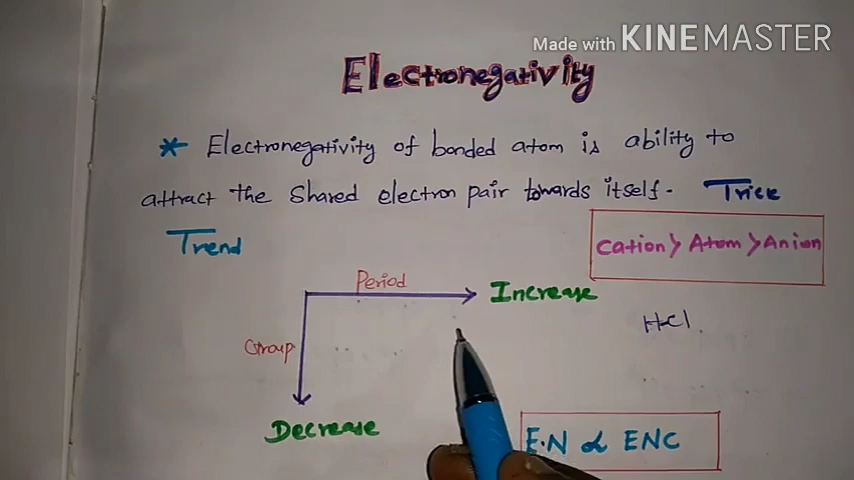 Made with KINEMASTER
Electronegativity
* Electronegativity of bonded atom is ability to
attract the shared electron pair towards itself.
Trick
Trend
Cation > Atom > Anion
Period
Increase
H-Cl
Group
Decrease
E.N α ENC